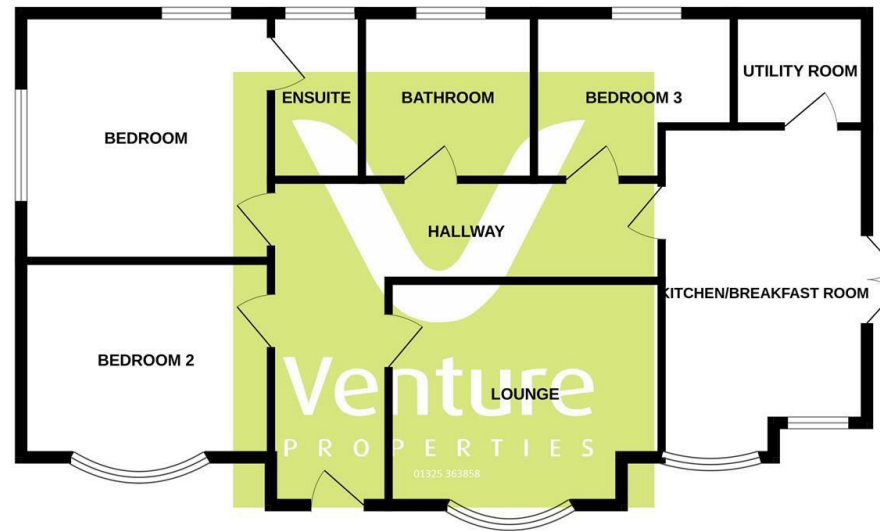 UTILITY ROOM
ENSUITE
BATHROOM
BEDROOM 3
BEDROOM
HALLWAY
KITCHEN/BREAKFAST ROOM
BEDROOM 2
LOUNGE
Venture
PROPERTIES
01325 363858